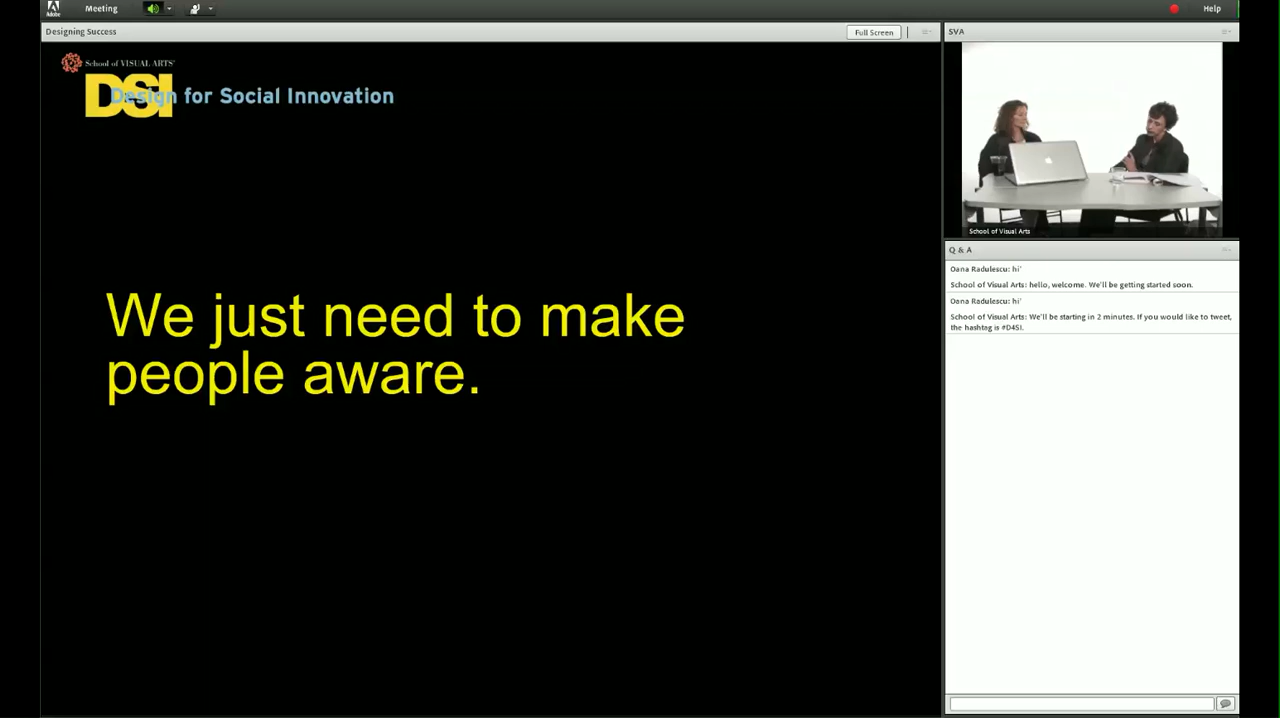 Meeting
Help
Designing Success
Full Screen
SVA
School of VISUAL ARTS
DSI
Design for Social Innovation
We just need to make
people aware.
School of Visual Arts
Q & A
Oana Radulescu: hi'
School of Visual Arts: hello, welcome. We'll be getting started soon.
Oana Radulescu: hi'
School of Visual Arts: We'll be starting in 2 minutes. If you would like to tweet,
the hashtag is #D4SI.